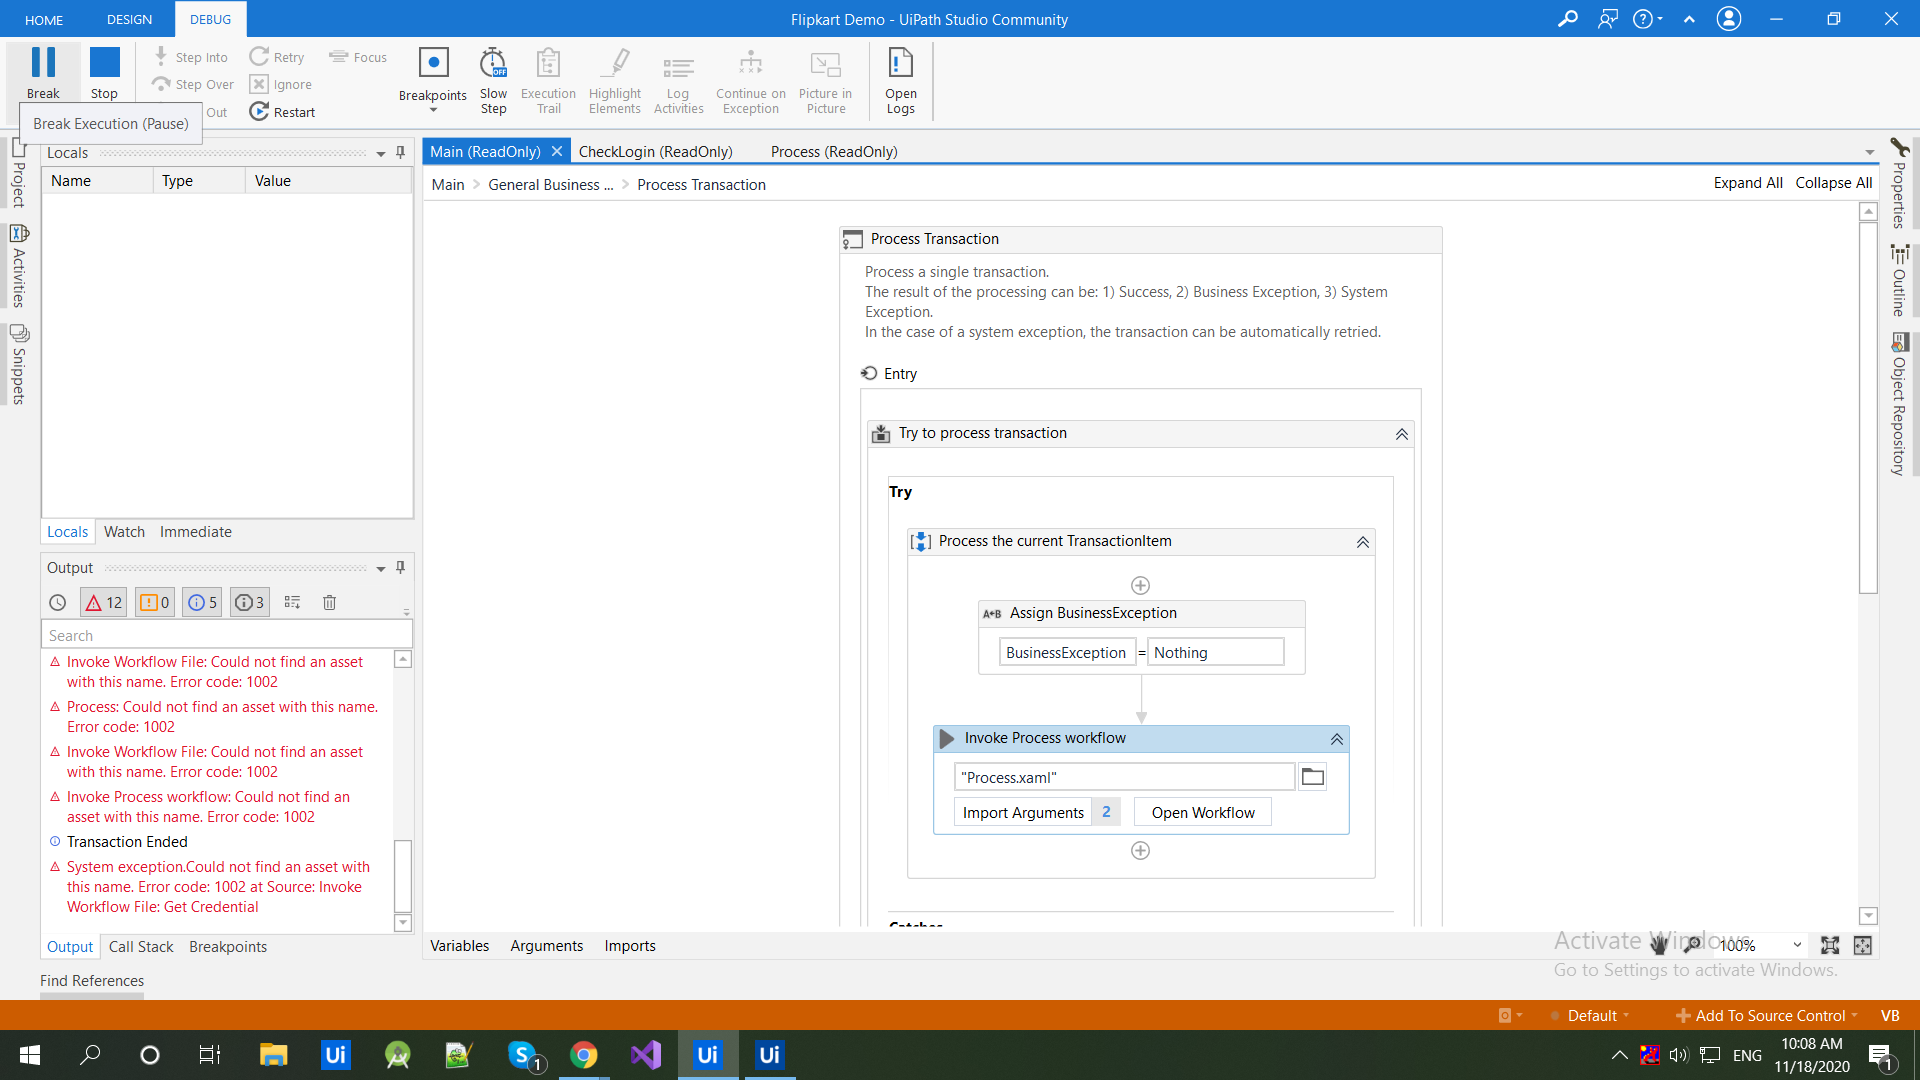 HOME
DESIGN
DEBUG
Flipkart Demo - UiPath Studio Community
Break
Stop
Step Into
Step Over
Out
Retry
Ignore
Restart
Focus
Breakpoints
Slow
Step
Execution
Trail
Highlight
Elements
Log
Activities
Continue on
Exception
Picture in
Picture
Open
Logs
Break Execution (Pause)
Project
Activities
Snippets
Locals
Name
Type
Value
Locals
Watch
Immediate
Output
12
0
5
3
Search
Invoke Workflow File: Could not find an asset
with this name. Error code: 1002
Process: Could not find an asset with this name.
Error code: 1002
Invoke Workflow File: Could not find an asset
with this name. Error code: 1002
Invoke Process workflow: Could not find an
asset with this name. Error code: 1002
Transaction Ended
System exception.Could not find an asset with
this name. Error code: 1002 at Source: Invoke
Workflow File: Get Credential
Output
Call Stack
Breakpoints
Find References
Main (ReadOnly)
CheckLogin (ReadOnly)
Process (ReadOnly)
Main > General Business ... > Process Transaction
Expand All
Collapse All
Process Transaction
Process a single transaction.
The result of the processing can be: 1) Success, 2) Business Exception, 3) System
Exception.
In the case of a system exception, the transaction can be automatically retried.
Entry
Try to process transaction
Try
Process the current TransactionItem
A+B Assign BusinessException
BusinessException = Nothing
Invoke Process workflow
"Process.xaml"
Import Arguments 2
Open Workflow
Catches
Variables
Arguments
Imports
100%
Activate Windows
Go to Settings to activate Windows.
Properties
Outline
Object Repository
Default
Add To Source Control
VB
Ui
Ui
Ui
1
ENG
10:08 AM
11/18/2020
1